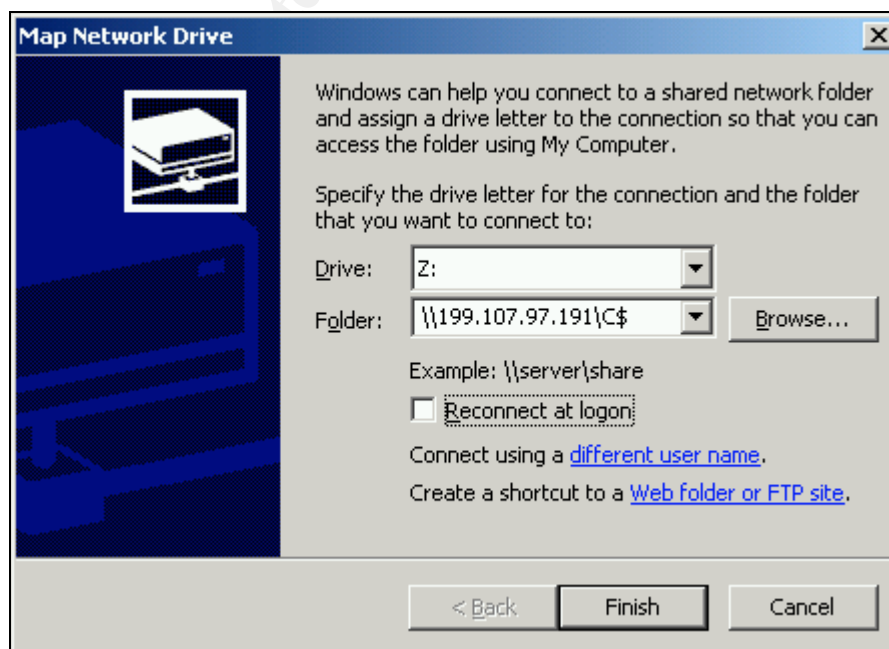 Map Network Drive
Windows can help you connect to a shared network folder
and assign a drive letter to the connection so that you can
access the folder using My Computer.
Specify the drive letter for the connection and the folder
that you want to connect to:
Drive: Z:
Folder: \\199.107.97.191\C$ Browse...
Example: \\server\share
Reconnect at logon
Connect using a different user name.
Create a shortcut to a Web folder or FTP site.
< Back Finish Cancel